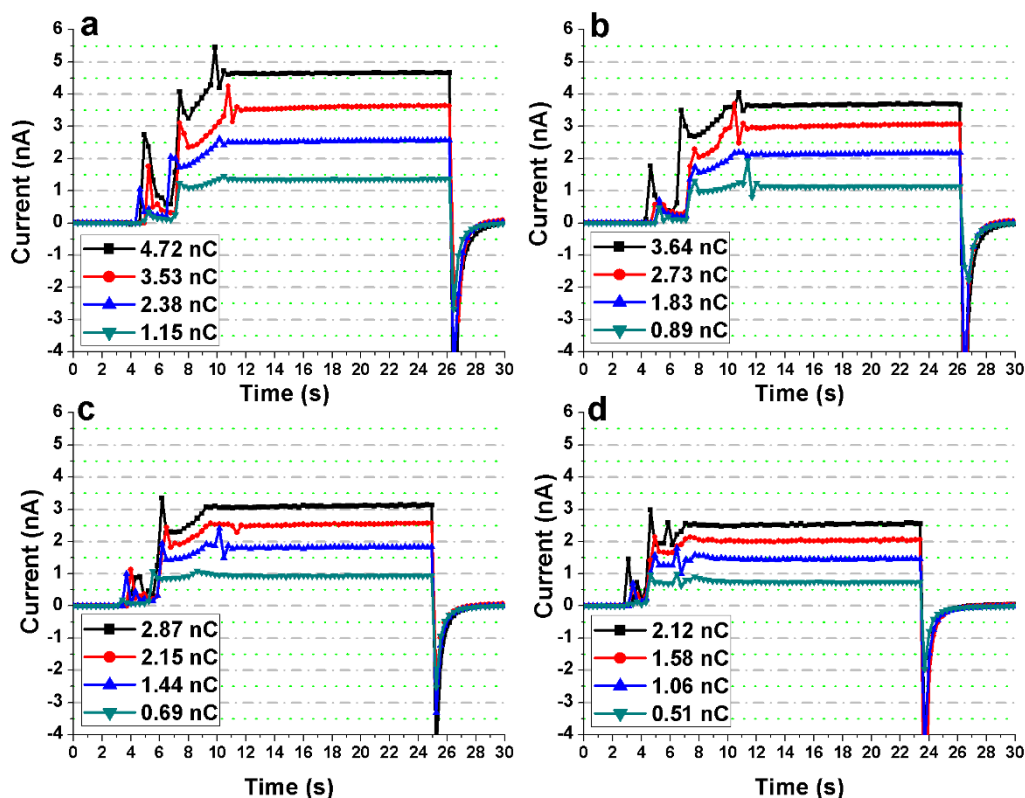 a
Current (nA)
6
5
4
3
2
1
0
-1
-2
-3
-4
4.72 nC
3.53 nC
2.38 nC
1.15 nC
0 2 4 6 8 10 12 14 16 18 20 22 24 26 28 30
Time (s)
b
Current (nA)
6
5
4
3
2
1
0
-1
-2
-3
-4
3.64 nC
2.73 nC
1.83 nC
0.89 nC
0 2 4 6 8 10 12 14 16 18 20 22 24 26 28 30
Time (s)
c
Current (nA)
6
5
4
3
2
1
0
-1
-2
-3
-4
2.87 nC
2.15 nC
1.44 nC
0.69 nC
0 2 4 6 8 10 12 14 16 18 20 22 24 26 28 30
Time (s)
d
Current (nA)
6
5
4
3
2
1
0
-1
-2
-3
-4
2.12 nC
1.58 nC
1.06 nC
0.51 nC
0 2 4 6 8 10 12 14 16 18 20 22 24 26 28 30
Time (s)